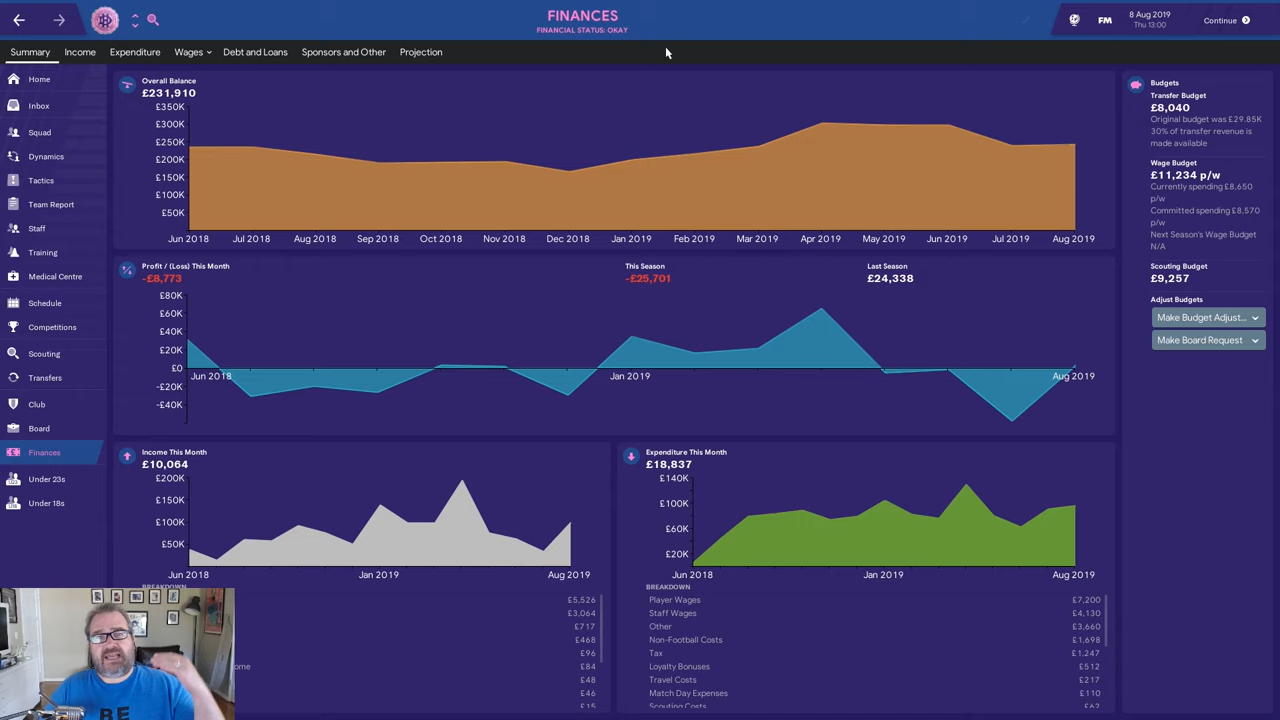 FINANCES
FINANCIAL STATUS: OKAY
FM
8 Aug 2019
Thu 13:00
Continue
Summary
Income
Expenditure
Wages
Debt and Loans
Sponsors and Other
Projection
Home
Inbox
Squad
Dynamics
Tactics
Team Report
Staff
Training
Medical Centre
Schedule
Competitions
Scouting
Transfers
Club
Board
Finances
Under 23s
Under 18s
Overall Balance
£231,910
£350K
£300K
£250K
£200K
£150K
£100K
£50K
Jun 2018 Jul 2018 Aug 2018 Sep 2018 Oct 2018 Nov 2018 Dec 2018 Jan 2019 Feb 2019 Mar 2019 Apr 2019 May 2019 Jun 2019 Jul 2019 Aug 2019
Profit / (Loss) This Month
-£8,773
This Season
-£25,701
Last Season
£24,338
£80K
£60K
£40K
£20K
£0
-£20K
-£40K
Jun 2018 Jan 2019 Aug 2019
Income This Month
£10,064
£200K
£150K
£100K
£50K
Jun 2018 Jan 2019 Aug 2019
BREAKDOWN
£5,526
£3,064
£717
£468
£96
ome £84
£48
£46
£15
Expenditure This Month
£18,837
£140K
£100K
£60K
£20K
Jun 2018 Jan 2019 Aug 2019
BREAKDOWN
Player Wages £7,200
Staff Wages £4,130
Other £3,660
Non-Football Costs £1,698
Tax £1,247
Loyalty Bonuses £512
Travel Costs £217
Match Day Expenses £110
Scouting Costs £62
Budgets
Transfer Budget
£8,040
Original budget was £29.85K
30% of transfer revenue is
made available
Wage Budget
£11,234 p/w
Currently spending £8,650
p/w
Committed spending £8,570
p/w
Next Season's Wage Budget
N/A
Scouting Budget
£9,257
Adjust Budgets
Make Budget Adjust...
Make Board Request
BE